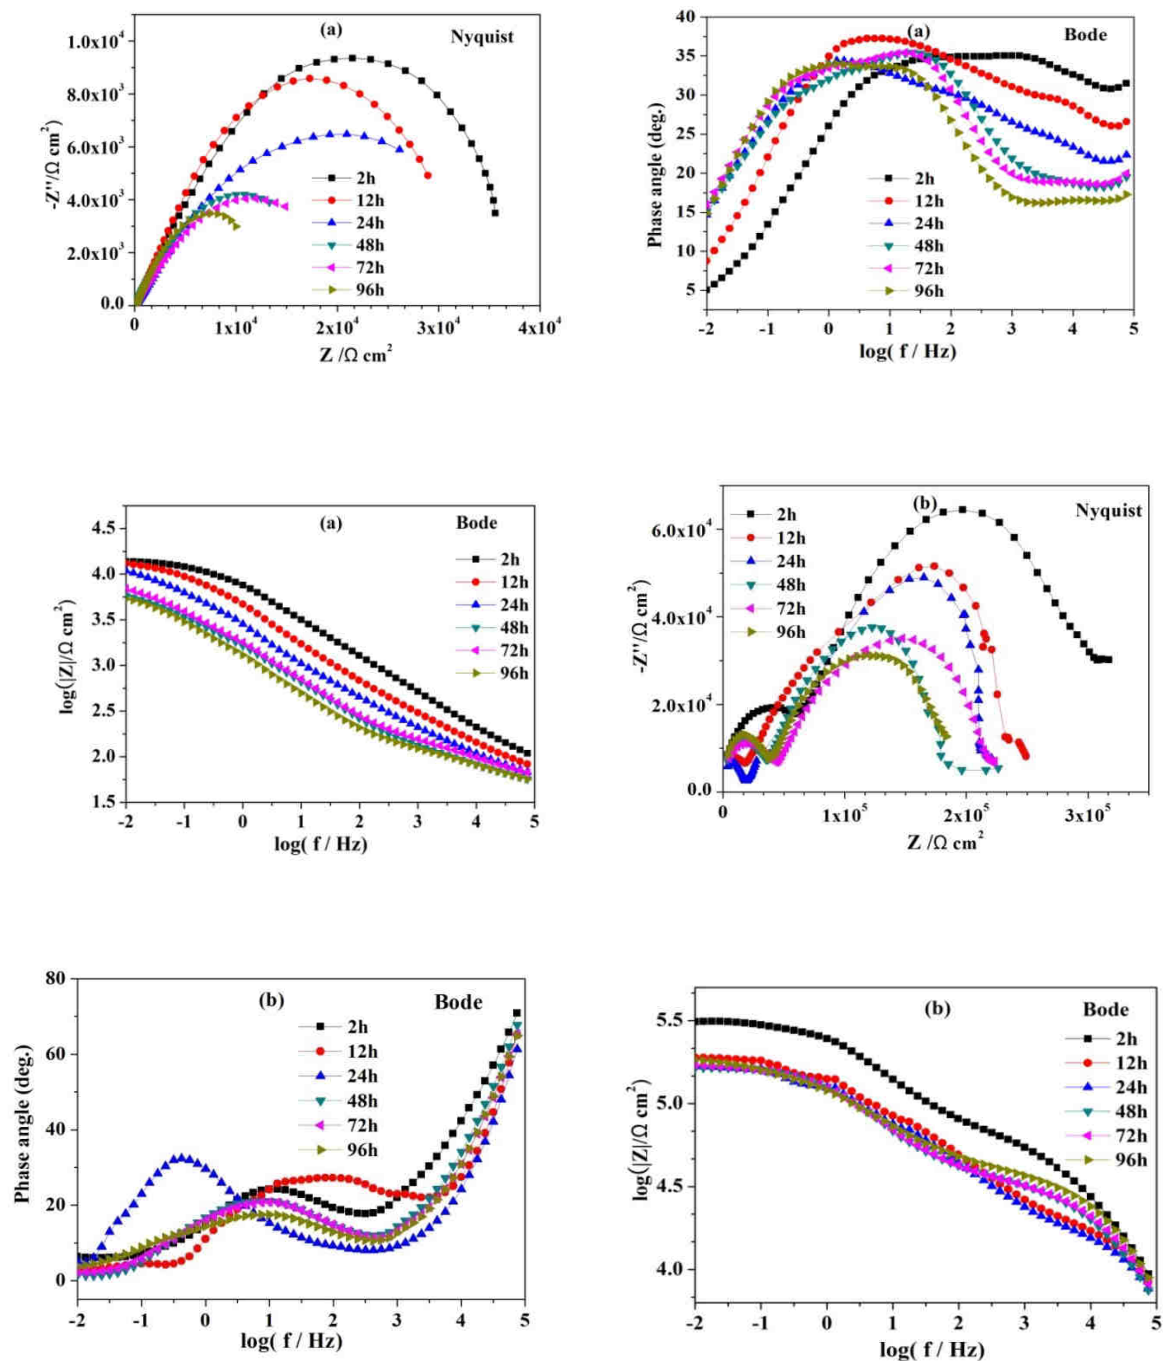 (a)
Nyquist
1.0x10⁴
8.0x10³
6.0x10³
4.0x10³
2.0x10³
0.0
-Z''/Ω cm²
2h
12h
24h
48h
72h
96h
0
1x10⁴
2x10⁴
3x10⁴
4x10⁴
Z /Ω cm²
(a)
Bode
40
35
30
25
20
15
10
5
Phase angle (deg.)
2h
12h
24h
48h
72h
96h
-2
-1
0
1
2
3
4
5
log( f / Hz)
(a)
Bode
4.5
4.0
3.5
3.0
2.5
2.0
1.5
log(|Z|/Ω cm²)
2h
12h
24h
48h
72h
96h
-2
-1
0
1
2
3
4
5
log( f / Hz)
(b)
Nyquist
6.0x10⁴
4.0x10⁴
2.0x10⁴
0.0
-Z''/Ω cm²
2h
12h
24h
48h
72h
96h
0
1x10⁵
2x10⁵
3x10⁵
Z /Ω cm²
(b)
Bode
80
60
40
20
0
Phase angle (deg.)
2h
12h
24h
48h
72h
96h
-2
-1
0
1
2
3
4
5
log( f / Hz)
(b)
Bode
5.5
5.0
4.5
4.0
log(|Z|/Ω cm²)
2h
12h
24h
48h
72h
96h
-2
-1
0
1
2
3
4
5
log( f / Hz)